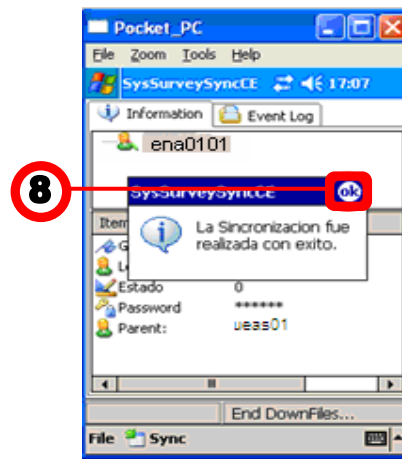 Pocket_PC
File Zoom Tools Help
SysSurveySyncCE 17:07
Information Event Log
ena0101
8
SysSurveySyncCE ok
La Sincronizacion fue
realizada con exito.
Estado 0
Password ******
Parent: ueas01
End DownFiles...
File Sync